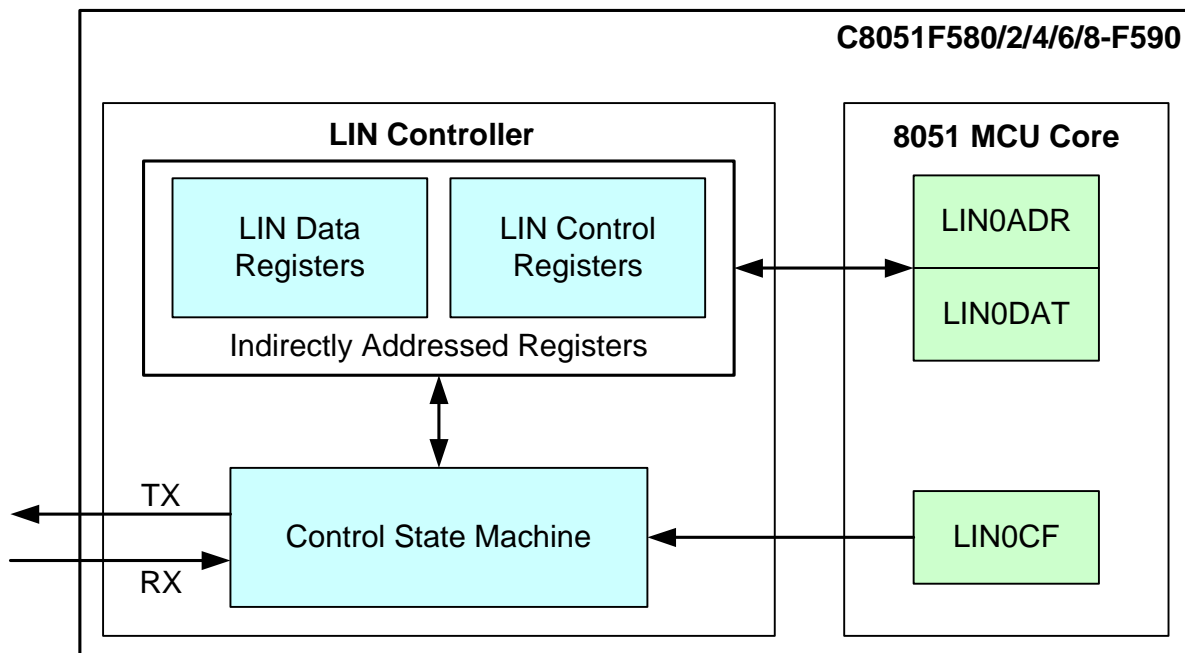 C8051F580/2/4/6/8-F590
LIN Controller
8051 MCU Core
LIN Data
Registers
LIN Control
Registers
Indirectly Addressed Registers
LIN0ADR
LIN0DAT
TX
RX
Control State Machine
LIN0CF